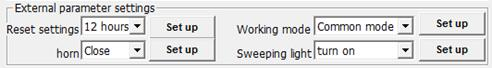 External parameter settings
Reset settings 12 hours Set up Working mode Common mode Set up
horn Close Set up Sweeping light turn on Set up